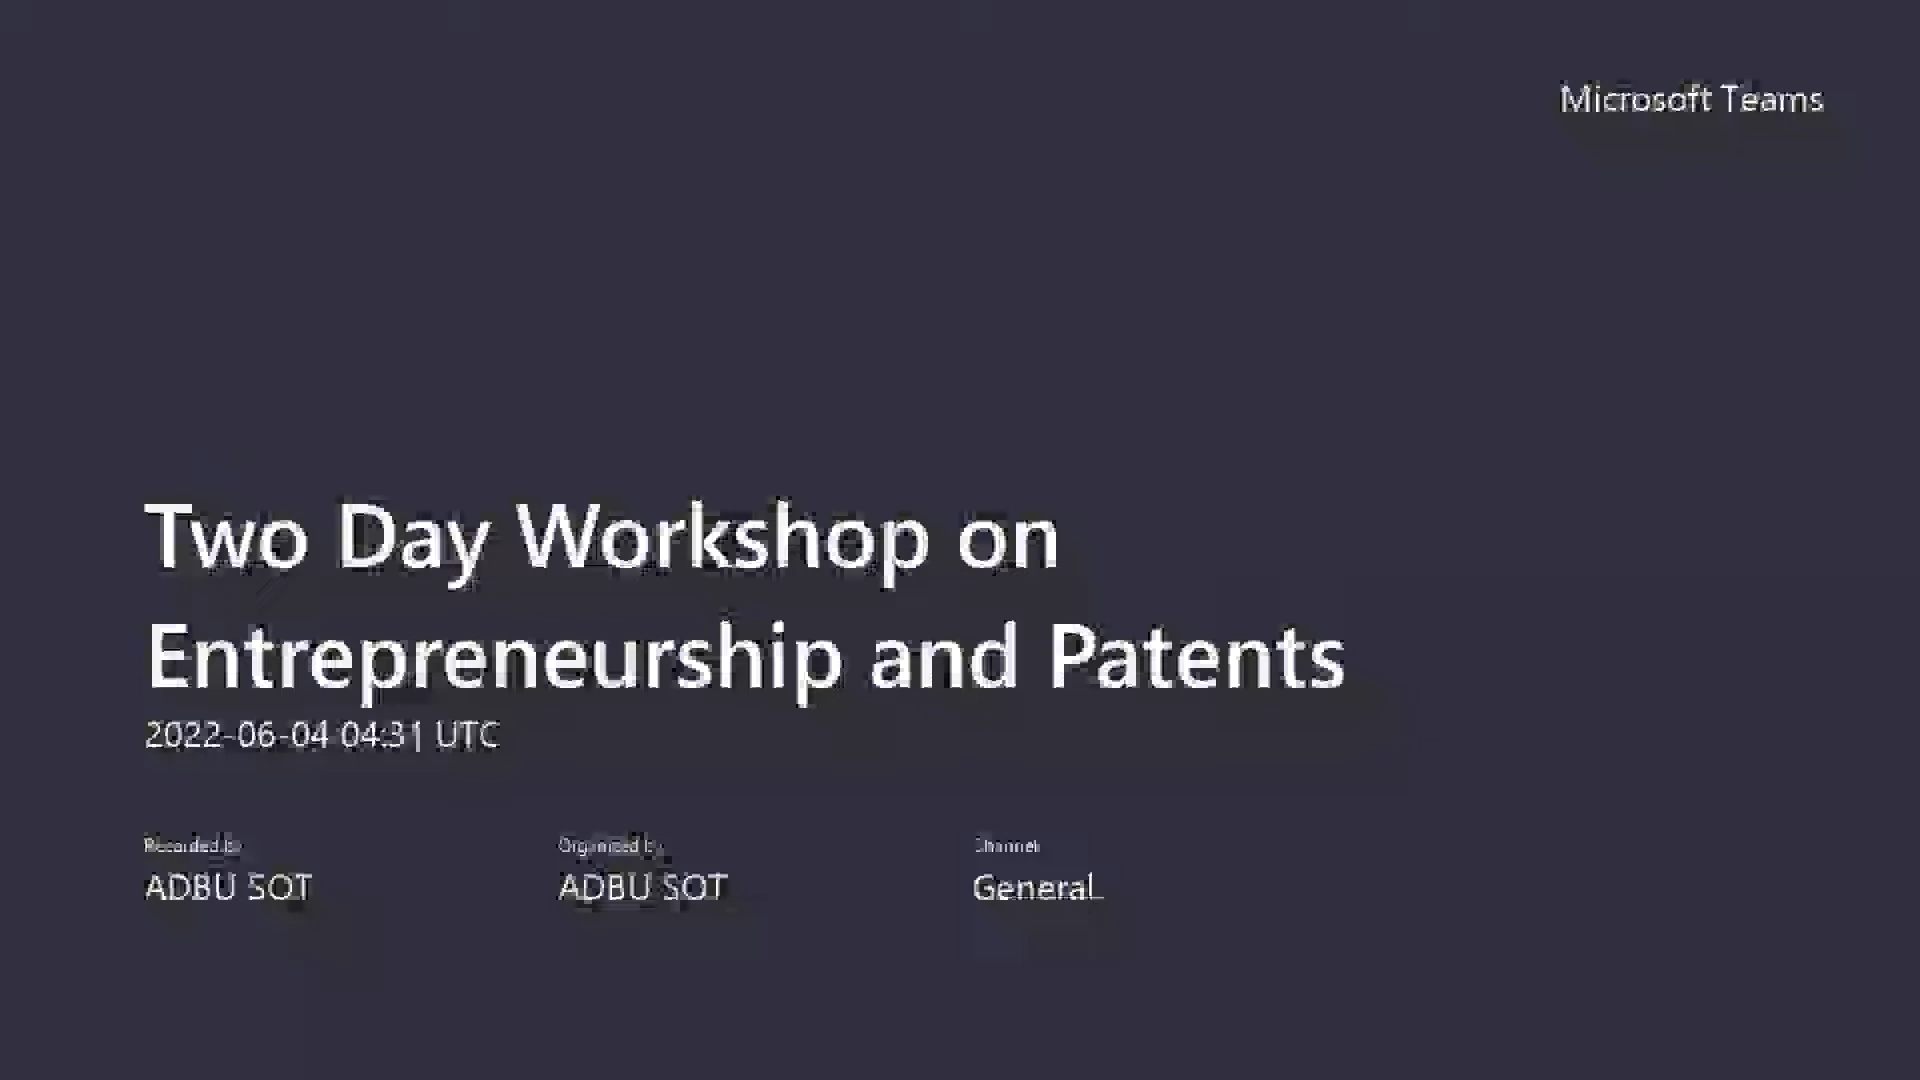 Microsoft Teams
Two Day Workshop on
Entrepreneurship and Patents
2022-06-04 04:31 UTC
Recorded by
Organized by
Channel
ADBU SOT
ADBU SOT
General